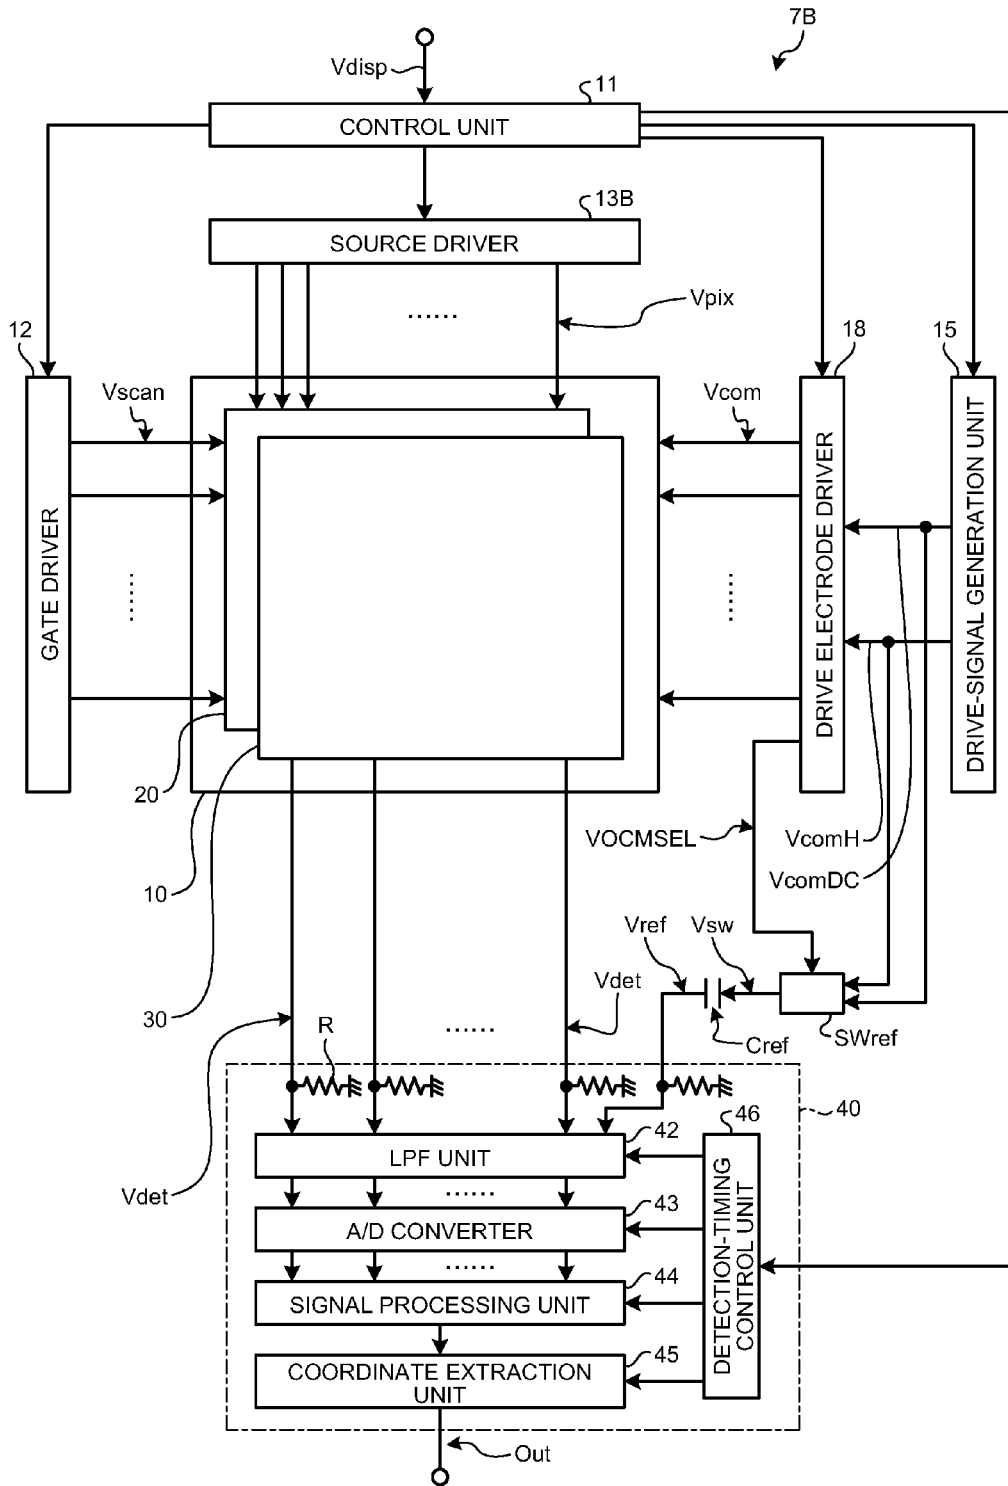 7B
Vdisp
11
CONTROL UNIT
13B
SOURCE DRIVER
......
Vpix
12
18
15
Vscan
Vcom
GATE DRIVER
......
......
DRIVE ELECTRODE DRIVER
DRIVE-SIGNAL GENERATION UNIT
20
10
30
VOCMSEL
VcomH
VcomDC
Vref
Vsw
Vdet
R
......
Cref
SWref
40
46
42
LPF UNIT
Vdet
......
43
A/D CONVERTER
......
44
SIGNAL PROCESSING UNIT
DETECTION-TIMING
CONTROL UNIT
45
COORDINATE EXTRACTION
UNIT
Out